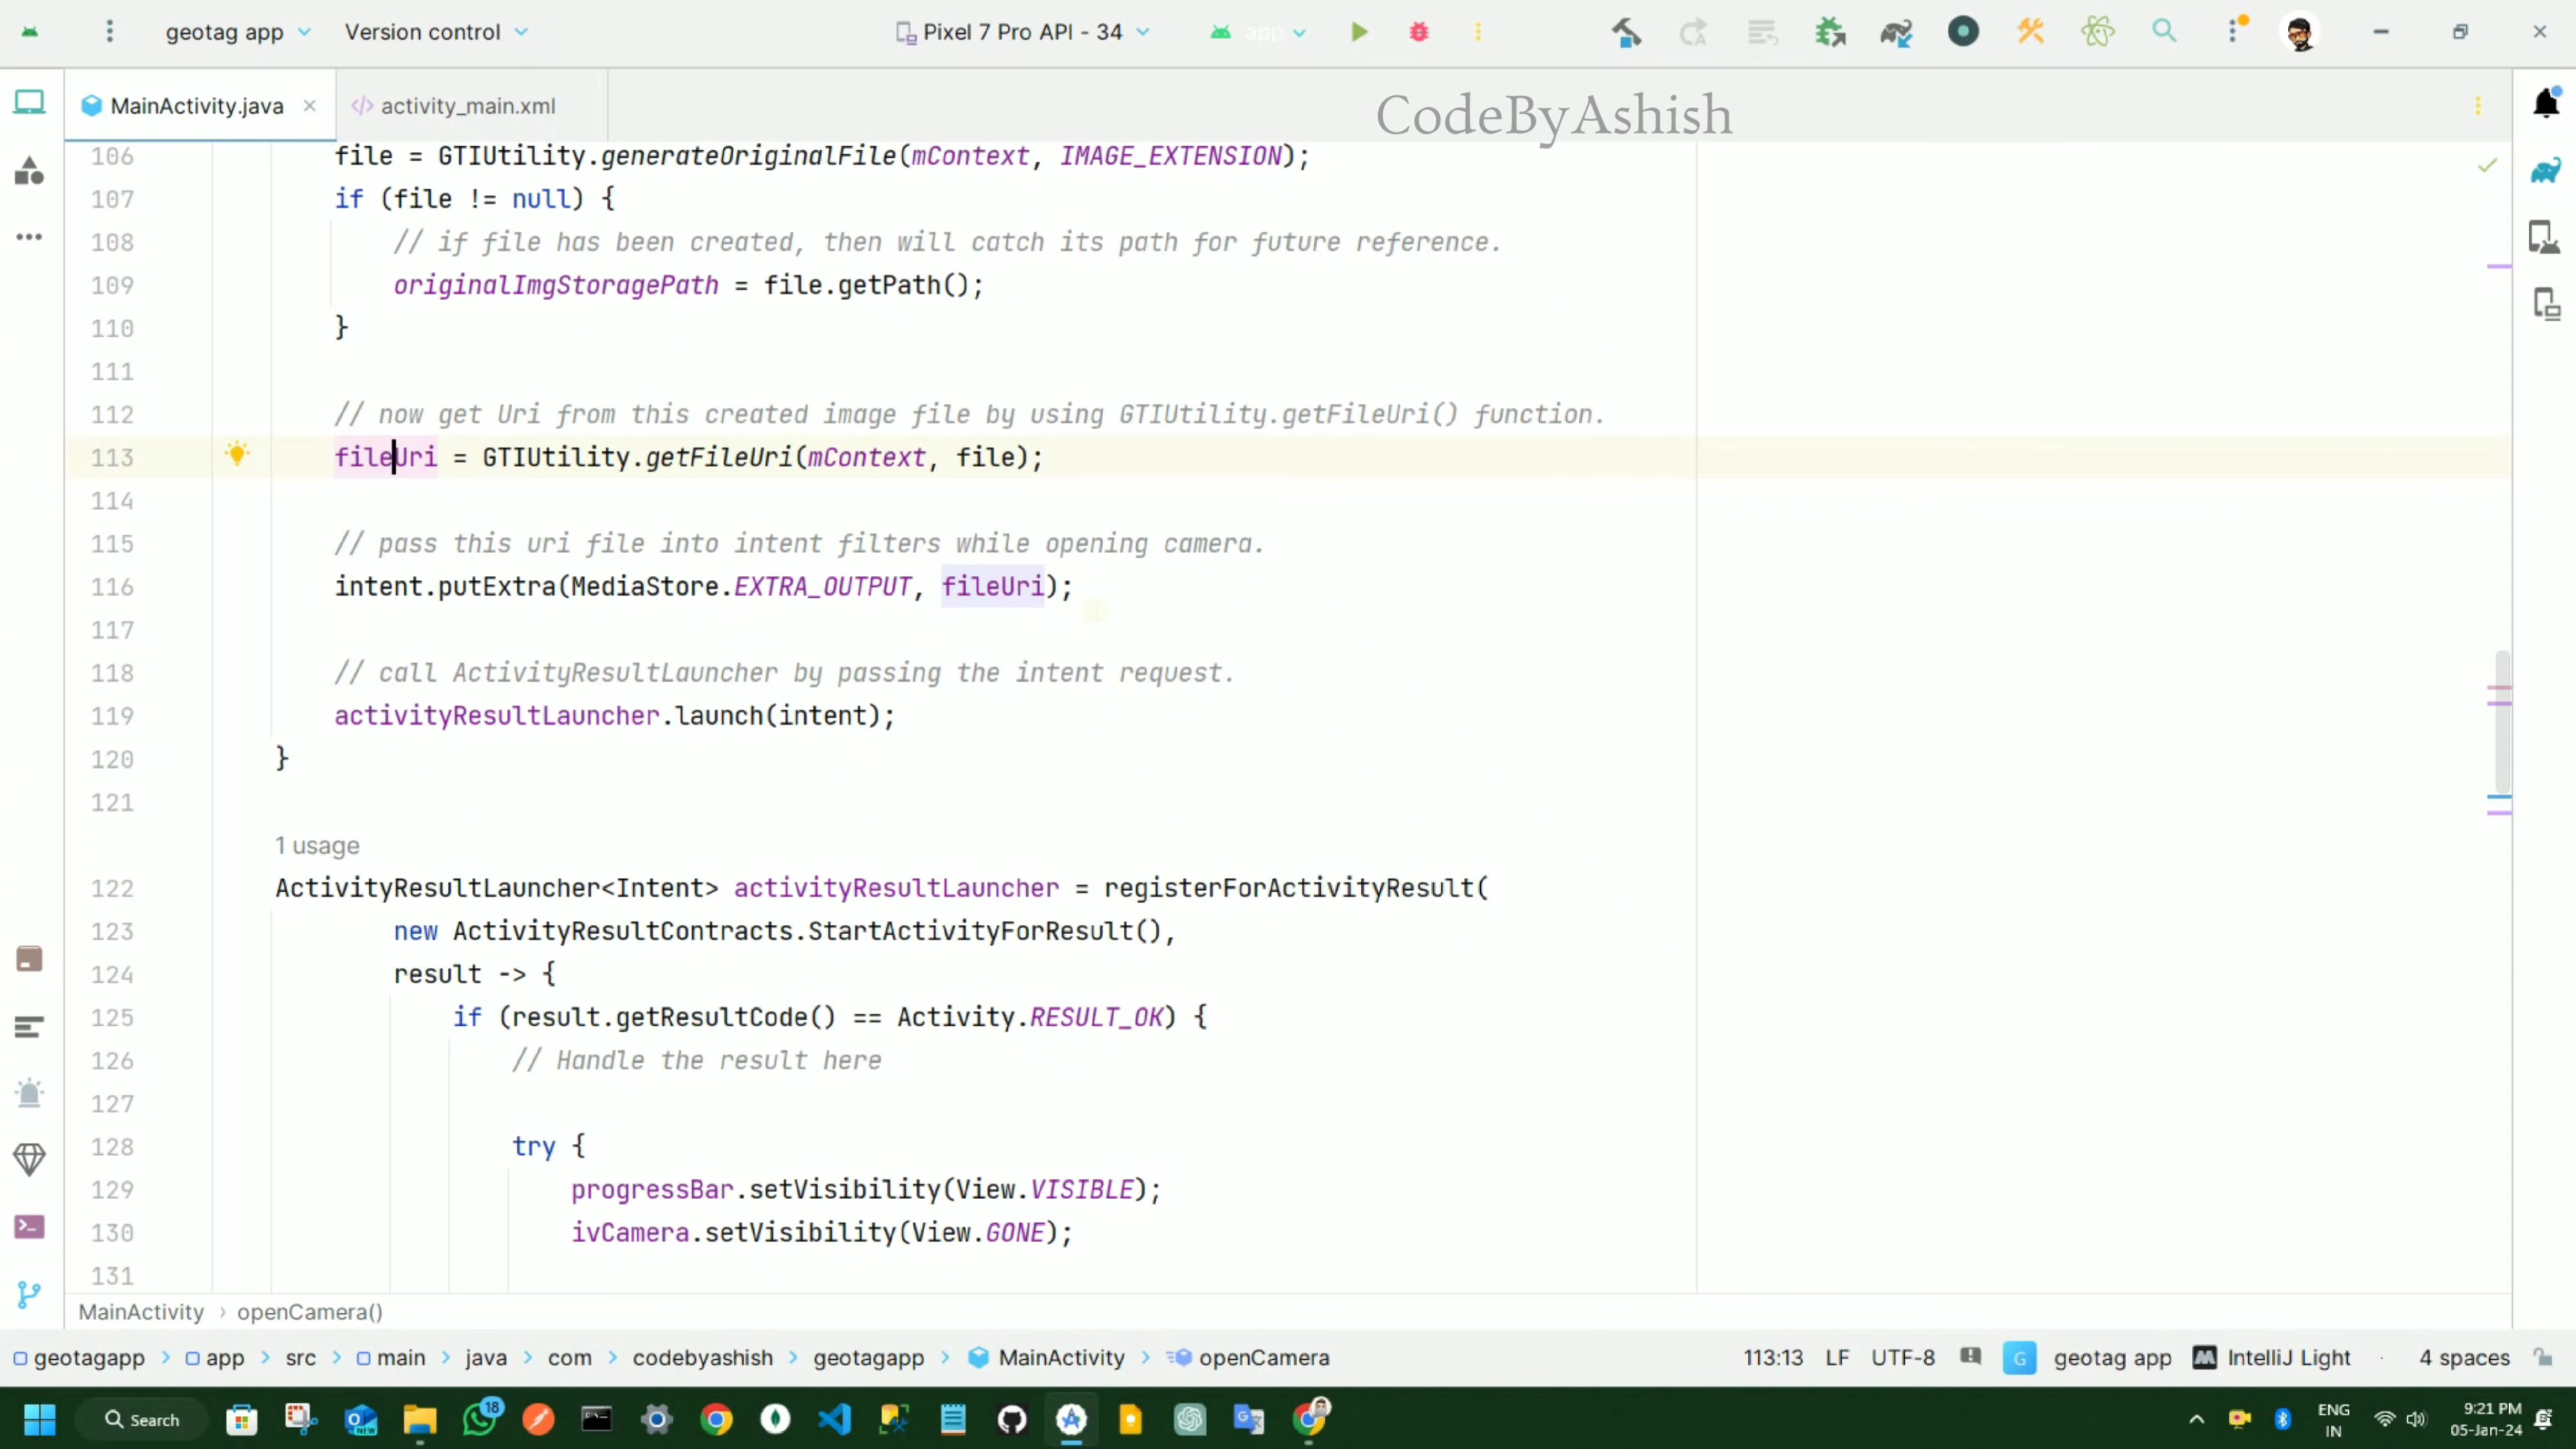 geotag app
Version control
Pixel 7 Pro API - 34
app
MainActivity.java
activity_main.xml
CodeByAshish
106 file = GTIUtility.generateOriginalFile(mContext, IMAGE_EXTENSION);
107 if (file != null) {
108 // if file has been created, then will catch its path for future reference.
109 originalImgStoragePath = file.getPath();
110 }
111
112 // now get Uri from this created image file by using GTIUtility.getFileUri() function.
113 fileUri = GTIUtility.getFileUri(mContext, file);
114
115 // pass this uri file into intent filters while opening camera.
116 intent.putExtra(MediaStore.EXTRA_OUTPUT, fileUri);
117
118 // call ActivityResultLauncher by passing the intent request.
119 activityResultLauncher.launch(intent);
120 }
121
1 usage
122 ActivityResultLauncher<Intent> activityResultLauncher = registerForActivityResult(
123 new ActivityResultContracts.StartActivityForResult(),
124 result -> {
125 if (result.getResultCode() == Activity.RESULT_OK) {
126 // Handle the result here
127
128 try {
129 progressBar.setVisibility(View.VISIBLE);
130 ivCamera.setVisibility(View.GONE);
131
MainActivity › openCamera()
geotagapp › app › src › main › java › com › codebyashish › geotagapp › MainActivity › openCamera
113:13 LF UTF-8 G geotag app IntelliJ Light 4 spaces
Search
NEW
18
ENG
IN
9:21 PM
05-Jan-24